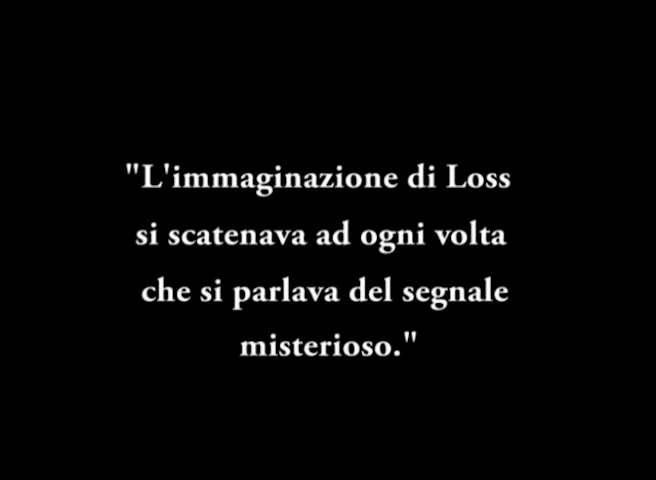 "L'immaginazione di Loss
si scatenava ad ogni volta
che si parlava del segnale
misterioso."